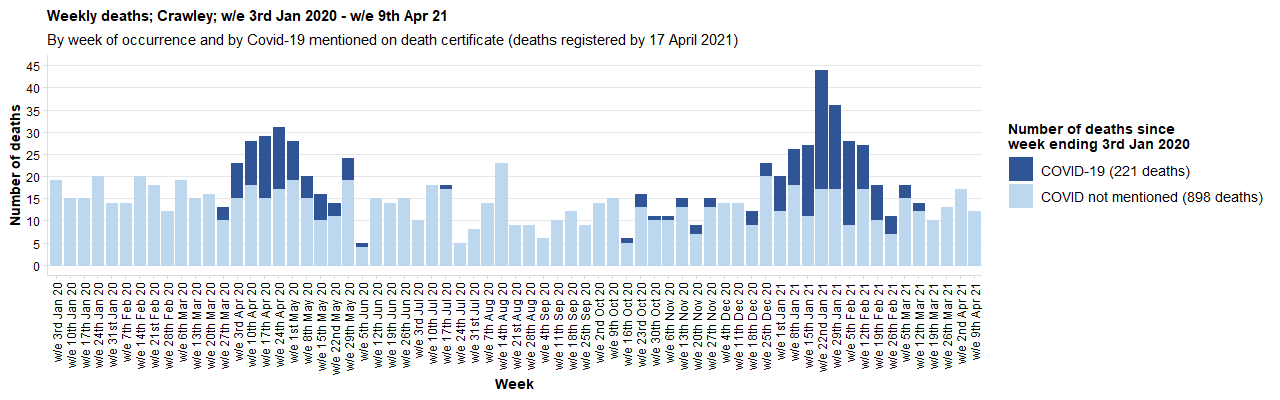 Weekly deaths; Crawley; w/e 3rd Jan 2020 - w/e 9th Apr 21
By week of occurrence and by Covid-19 mentioned on death certificate (deaths registered by 17 April 2021)
Number of deaths
45
40
35
30
25
20
15
10
5
0
w/e 3rd Jan 20
w/e 10th Jan 20
w/e 17th Jan 20
w/e 24th Jan 20
w/e 31st Jan 20
w/e 7th Feb 20
w/e 14th Feb 20
w/e 21st Feb 20
w/e 28th Feb 20
w/e 6th Mar 20
w/e 13th Mar 20
w/e 20th Mar 20
w/e 27th Mar 20
w/e 3rd Apr 20
w/e 10th Apr 20
w/e 17th Apr 20
w/e 24th Apr 20
w/e 1st May 20
w/e 8th May 20
w/e 15th May 20
w/e 22nd May 20
w/e 29th May 20
w/e 5th Jun 20
w/e 12th Jun 20
w/e 19th Jun 20
w/e 26th Jun 20
w/e 3rd Jul 20
w/e 10th Jul 20
w/e 17th Jul 20
w/e 24th Jul 20
w/e 31st Jul 20
w/e 7th Aug 20
w/e 14th Aug 20
w/e 21st Aug 20
w/e 28th Aug 20
w/e 4th Sep 20
w/e 11th Sep 20
w/e 18th Sep 20
w/e 25th Sep 20
w/e 2nd Oct 20
w/e 9th Oct 20
w/e 16th Oct 20
w/e 23rd Oct 20
w/e 30th Oct 20
w/e 6th Nov 20
w/e 13th Nov 20
w/e 20th Nov 20
w/e 27th Nov 20
w/e 4th Dec 20
w/e 11th Dec 20
w/e 18th Dec 20
w/e 25th Dec 20
w/e 1st Jan 21
w/e 8th Jan 21
w/e 15th Jan 21
w/e 22nd Jan 21
w/e 29th Jan 21
w/e 5th Feb 21
w/e 12th Feb 21
w/e 19th Feb 21
w/e 26th Feb 21
w/e 5th Mar 21
w/e 12th Mar 21
w/e 19th Mar 21
w/e 26th Mar 21
w/e 2nd Apr 21
w/e 9th Apr 21
Week
Number of deaths since
week ending 3rd Jan 2020
COVID-19 (221 deaths)
COVID not mentioned (898 deaths)